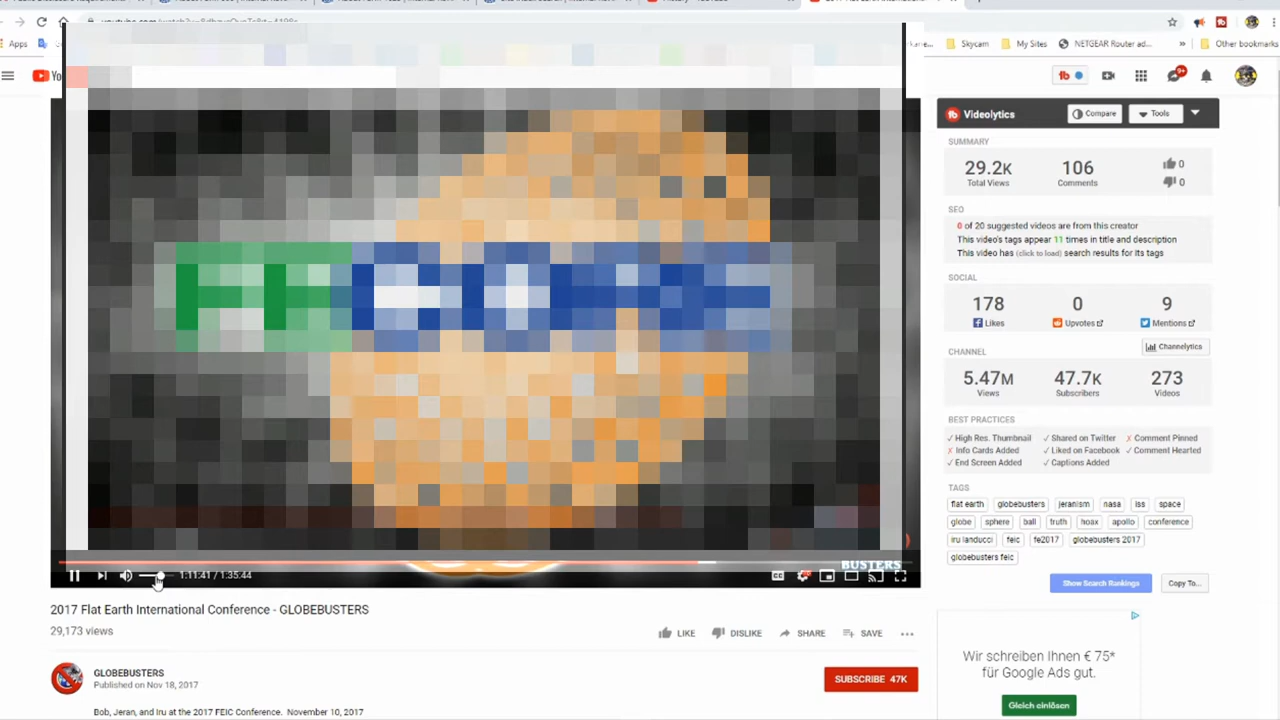 Apps
Skycam
My Sites
NETGEAR Router ad...
»
Other bookmarks
9+
Videolytics
Compare
Tools
SUMMARY
29.2K
106
0
Total Views
Comments
0
SEO
0 of 20 suggested videos are from this creator
This video's tags appear 11 times in title and description
This video has (click to load) search results for its tags
SOCIAL
178
0
9
Likes
Upvotes
Mentions
CHANNEL
Channelytics
5.47M
47.7K
273
Views
Subscribers
Videos
BEST PRACTICES
✓ High Res. Thumbnail
✓ Shared on Twitter
✗ Comment Pinned
✗ Info Cards Added
✓ Liked on Facebook
✓ Comment Hearted
✓ End Screen Added
✓ Captions Added
TAGS
flat earth
globebusters
jeranism
nasa
iss
space
globe
sphere
ball
truth
hoax
apollo
conference
iru landucci
feic
fe2017
globebusters 2017
globebusters feic
Show Search Rankings
Copy To...
BUSTERS
1:11:41 / 1:35:44
2017 Flat Earth International Conference - GLOBEBUSTERS
29,173 views
LIKE
DISLIKE
SHARE
SAVE
GLOBEBUSTERS
Published on Nov 18, 2017
SUBSCRIBE 47K
Bob, Jeran, and Iru at the 2017 FEIC Conference. November 10, 2017
Wir schreiben Ihnen € 75*
für Google Ads gut.
Gleich einlösen